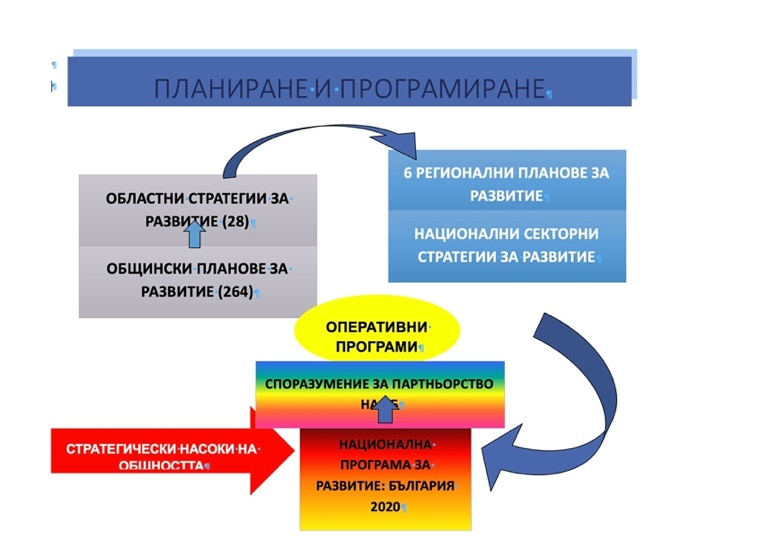 ПЛАНИРАНЕ И ПРОГРАМИРАНЕ
ОБЛАСТНИ СТРАТЕГИИ ЗА
РАЗВИТИЕ (28)
ОБЩИНСКИ ПЛАНОВЕ ЗА
РАЗВИТИЕ (264)
6 РЕГИОНАЛНИ ПЛАНОВЕ ЗА
РАЗВИТИЕ
НАЦИОНАЛНИ СЕКТОРНИ
СТРАТЕГИИ ЗА РАЗВИТИЕ
ОПЕРАТИВНИ
ПРОГРАМИ
СПОРАЗУМЕНИЕ ЗА ПАРТНЬОРСТВО
СТРАТЕГИЧЕСКИ НАСОКИ НА
ОБЩНОСТТА
НАЦИОНАЛНА
ПРОГРАМА ЗА
РАЗВИТИЕ: БЪЛГАРИЯ
2020